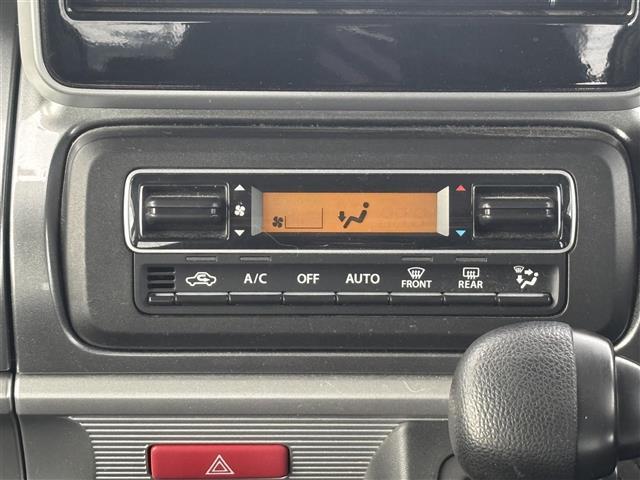 A/C OFF AUTO FRONT REAR